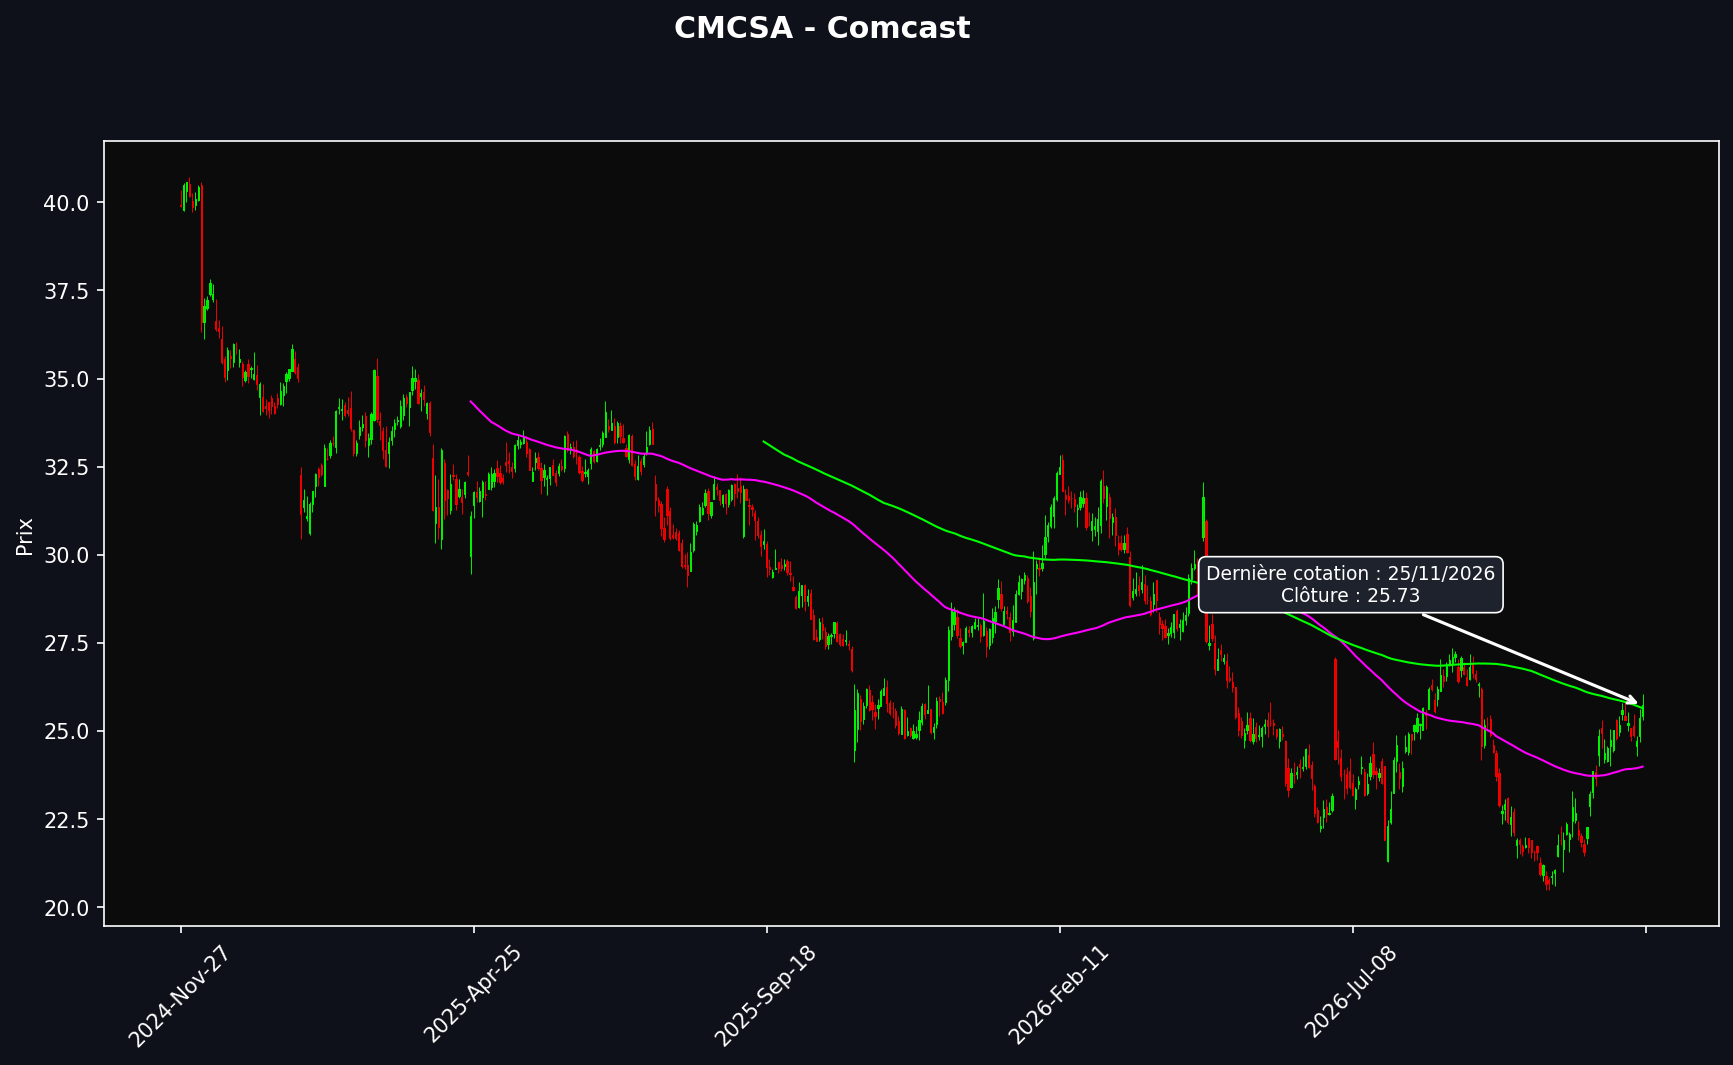 CMCSA - Comcast
Prix
40.0
37.5
35.0
32.5
30.0
27.5
25.0
22.5
20.0
Dernière cotation : 25/11/2026
Clôture : 25.73
2024-Nov-27
2025-Apr-25
2025-Sep-18
2026-Feb-11
2026-Jul-08